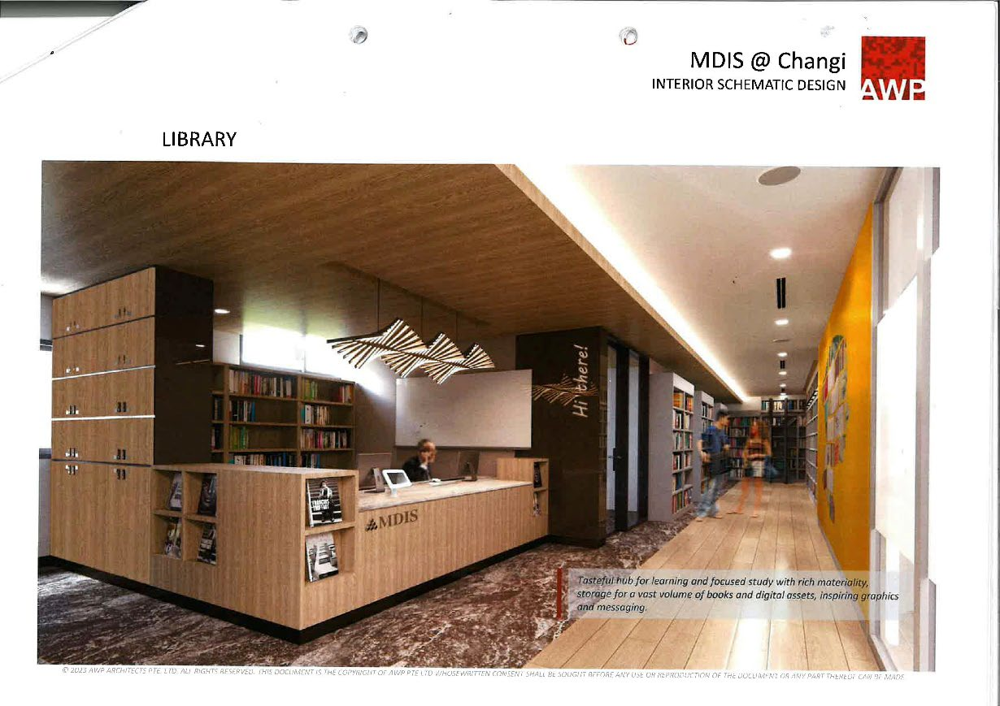 MDIS @ Changi
INTERIOR SCHEMATIC DESIGN
AWP
LIBRARY
Hi there!
FRANÇOIS
TRUFFAUT
MDIS
Tasteful hub for learning and focused study with rich materiality,
storage for a vast volume of books and digital assets, inspiring graphics
and messaging.
© 2023 AWP ARCHITECTS PTE. LTD. ALL RIGHTS RESERVED. THIS DOCUMENT IS THE COPYRIGHT OF AWP PTE LTD WHOSE WRITTEN CONSENT SHALL BE SOUGHT BEFORE ANY USE OR REPRODUCTION OF THE DOCUMENT OR ANY PART THEREOF CAN BE MADE